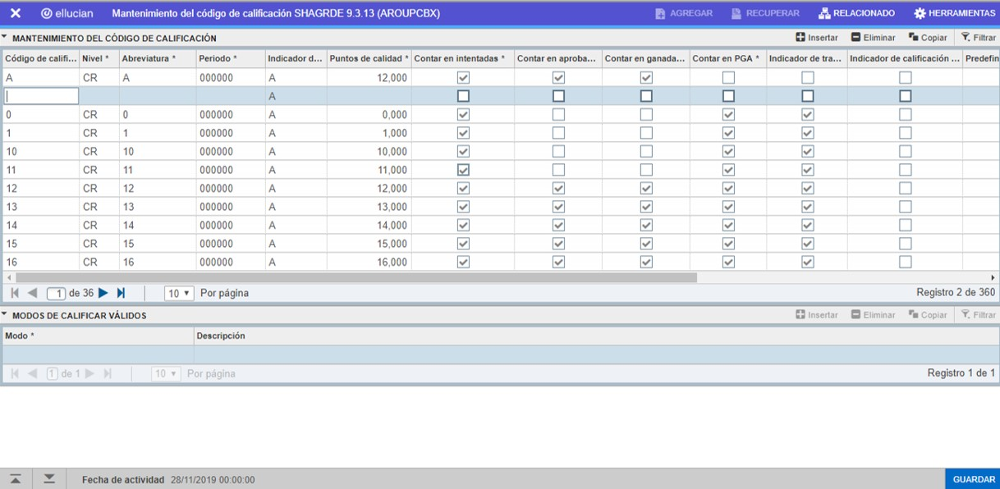 ✕ ellucian Mantenimiento del código de calificación SHAGRDE 9.3.13 (AROUPCBX) AGREGAR RECUPERAR RELACIONADO HERRAMIENTAS
MANTENIMIENTO DEL CÓDIGO DE CALIFICACIÓN Insertar Eliminar Copiar Filtrar
Código de califi... Nivel * Abreviatura * Periodo * Indicador d... Puntos de calidad * Contar en intentadas * Contar en aproba... Contar en ganada... Contar en PGA * Indicador de tra... Indicador de calificación ... Predefin
A CR A 000000 A 12,000
A
0 CR 0 000000 A 0,000
1 CR 1 000000 A 1,000
10 CR 10 000000 A 10,000
11 CR 11 000000 A 11,000
12 CR 12 000000 A 12,000
13 CR 13 000000 A 13,000
14 CR 14 000000 A 14,000
15 CR 15 000000 A 15,000
16 CR 16 000000 A 16,000
1 de 36 10 Por página Registro 2 de 360
MODOS DE CALIFICAR VÁLIDOS Insertar Eliminar Copiar Filtrar
Modo * Descripción
1 de 1 10 Por página Registro 1 de 1
Fecha de actividad 28/11/2019 00:00:00 GUARDAR